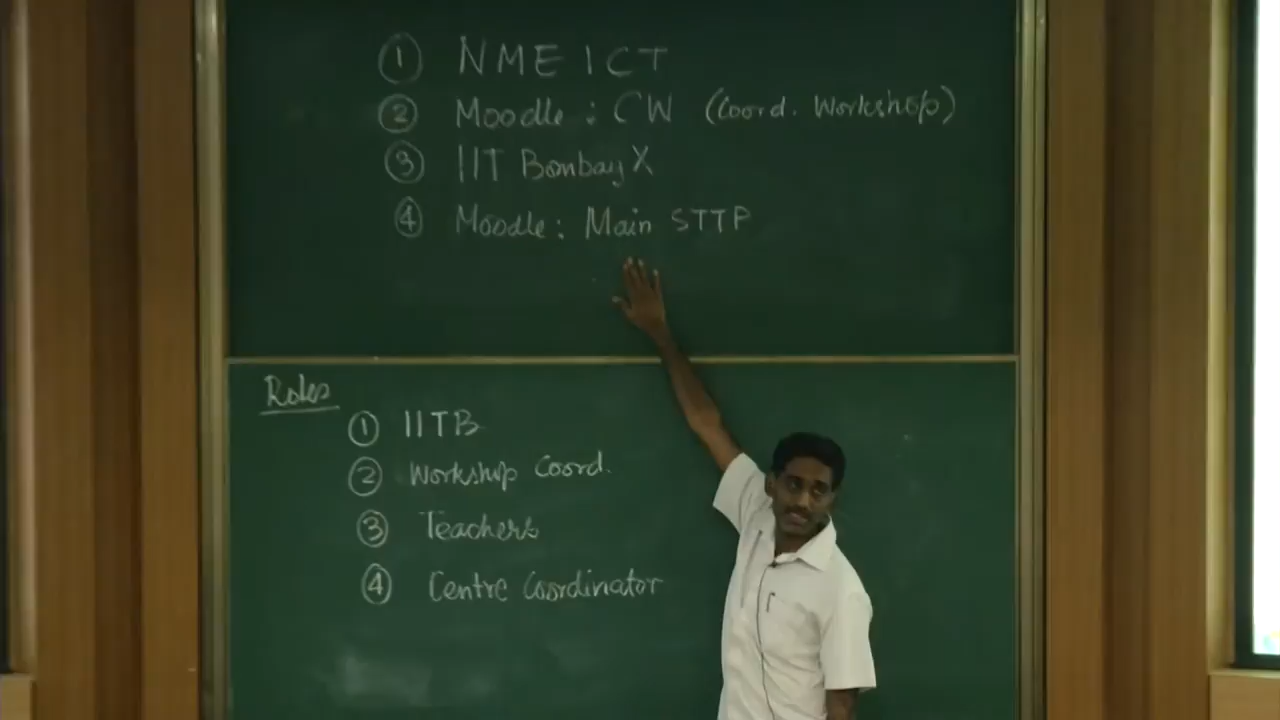 ① NMEICT
② Moodle : CW (Coord. Workshop)
③ IIT BombayX
④ Moodle : Main STTP
Roles
① IITB
② Workshop Coord.
③ Teachers
④ Centre Coordinator